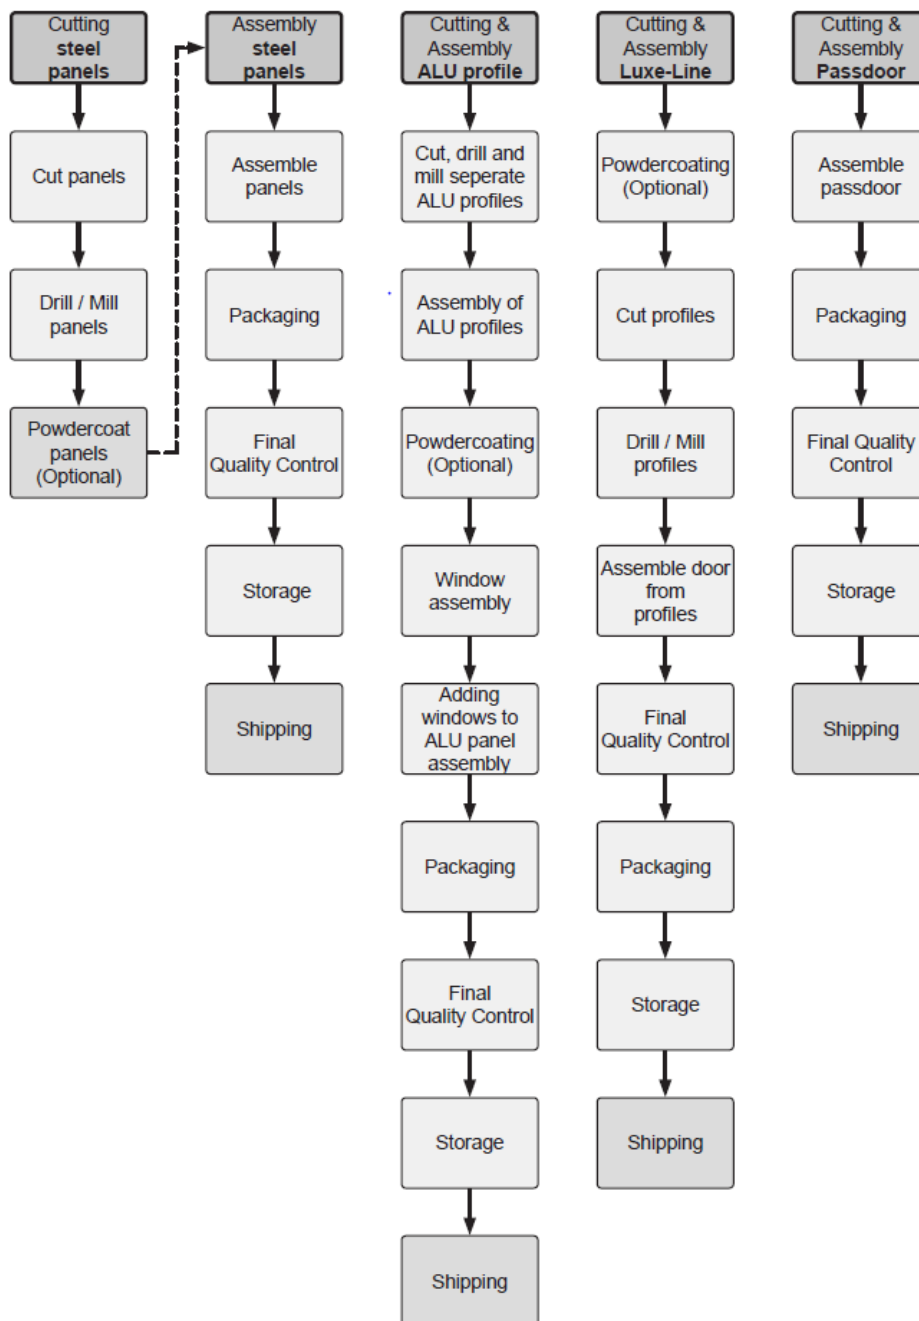 Cutting
steel
panels
Cut panels
Drill / Mill
panels
Powdercoat
panels
(Optional)
Assembly
steel
panels
Assemble
panels
Packaging
Final
Quality Control
Storage
Shipping
Cutting &
Assembly
ALU profile
Cut, drill and
mill seperate
ALU profiles
Assembly of
ALU profiles
Powdercoating
(Optional)
Window
assembly
Adding
windows to
ALU panel
assembly
Packaging
Final
Quality Control
Storage
Shipping
Cutting &
Assembly
Luxe-Line
Powdercoating
(Optional)
Cut profiles
Drill / Mill
profiles
Assemble door
from
profiles
Final
Quality Control
Packaging
Storage
Shipping
Cutting &
Assembly
Passdoor
Assemble
passdoor
Packaging
Final Quality
Control
Storage
Shipping